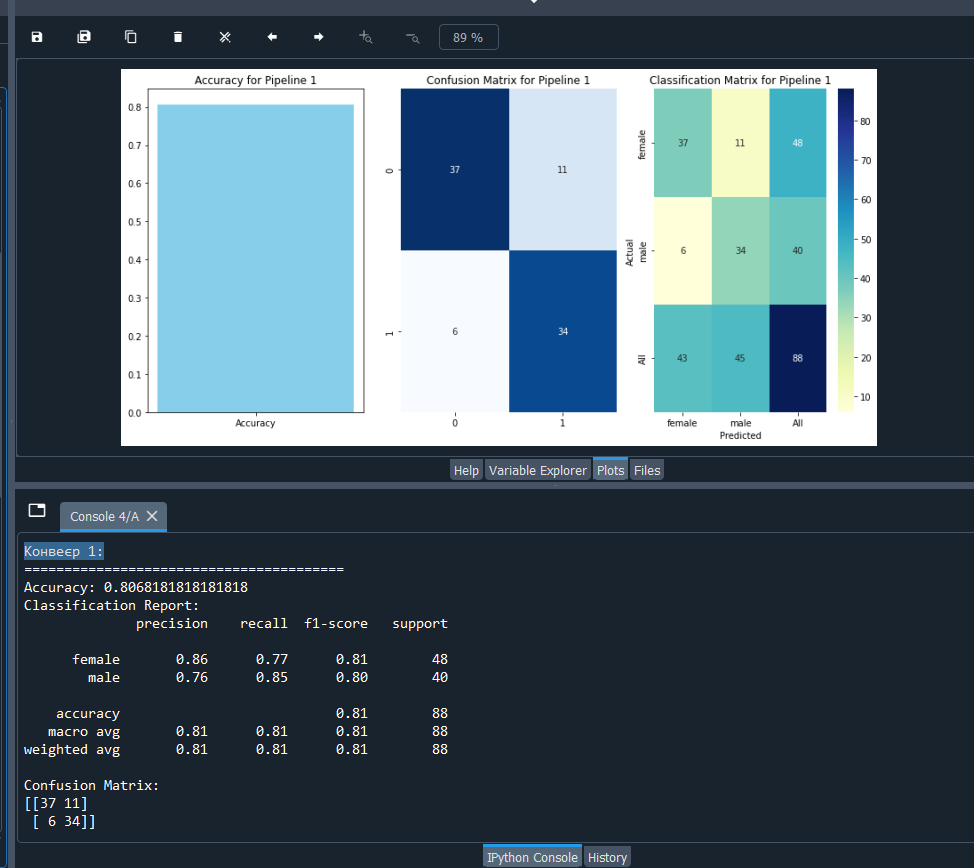 89 %
Accuracy for Pipeline 1
0.8
0.7
0.6
0.5
0.4
0.3
0.2
0.1
0.0
Accuracy
Confusion Matrix for Pipeline 1
0
37
11
1
6
34
0
1
Classification Matrix for Pipeline 1
Actual
female
37
11
48
male
6
34
40
All
43
45
88
female
male
All
Predicted
80
70
60
50
40
30
20
10
Help
Variable Explorer
Plots
Files
Console 4/A
Конвеєр 1:
========================================
Accuracy: 0.8068181818181818
Classification Report:
precision recall f1-score support
female 0.86 0.77 0.81 48
male 0.76 0.85 0.80 40
accuracy 0.81 88
macro avg 0.81 0.81 0.81 88
weighted avg 0.81 0.81 0.81 88
Confusion Matrix:
[[37 11]
[ 6 34]]
IPython Console
History